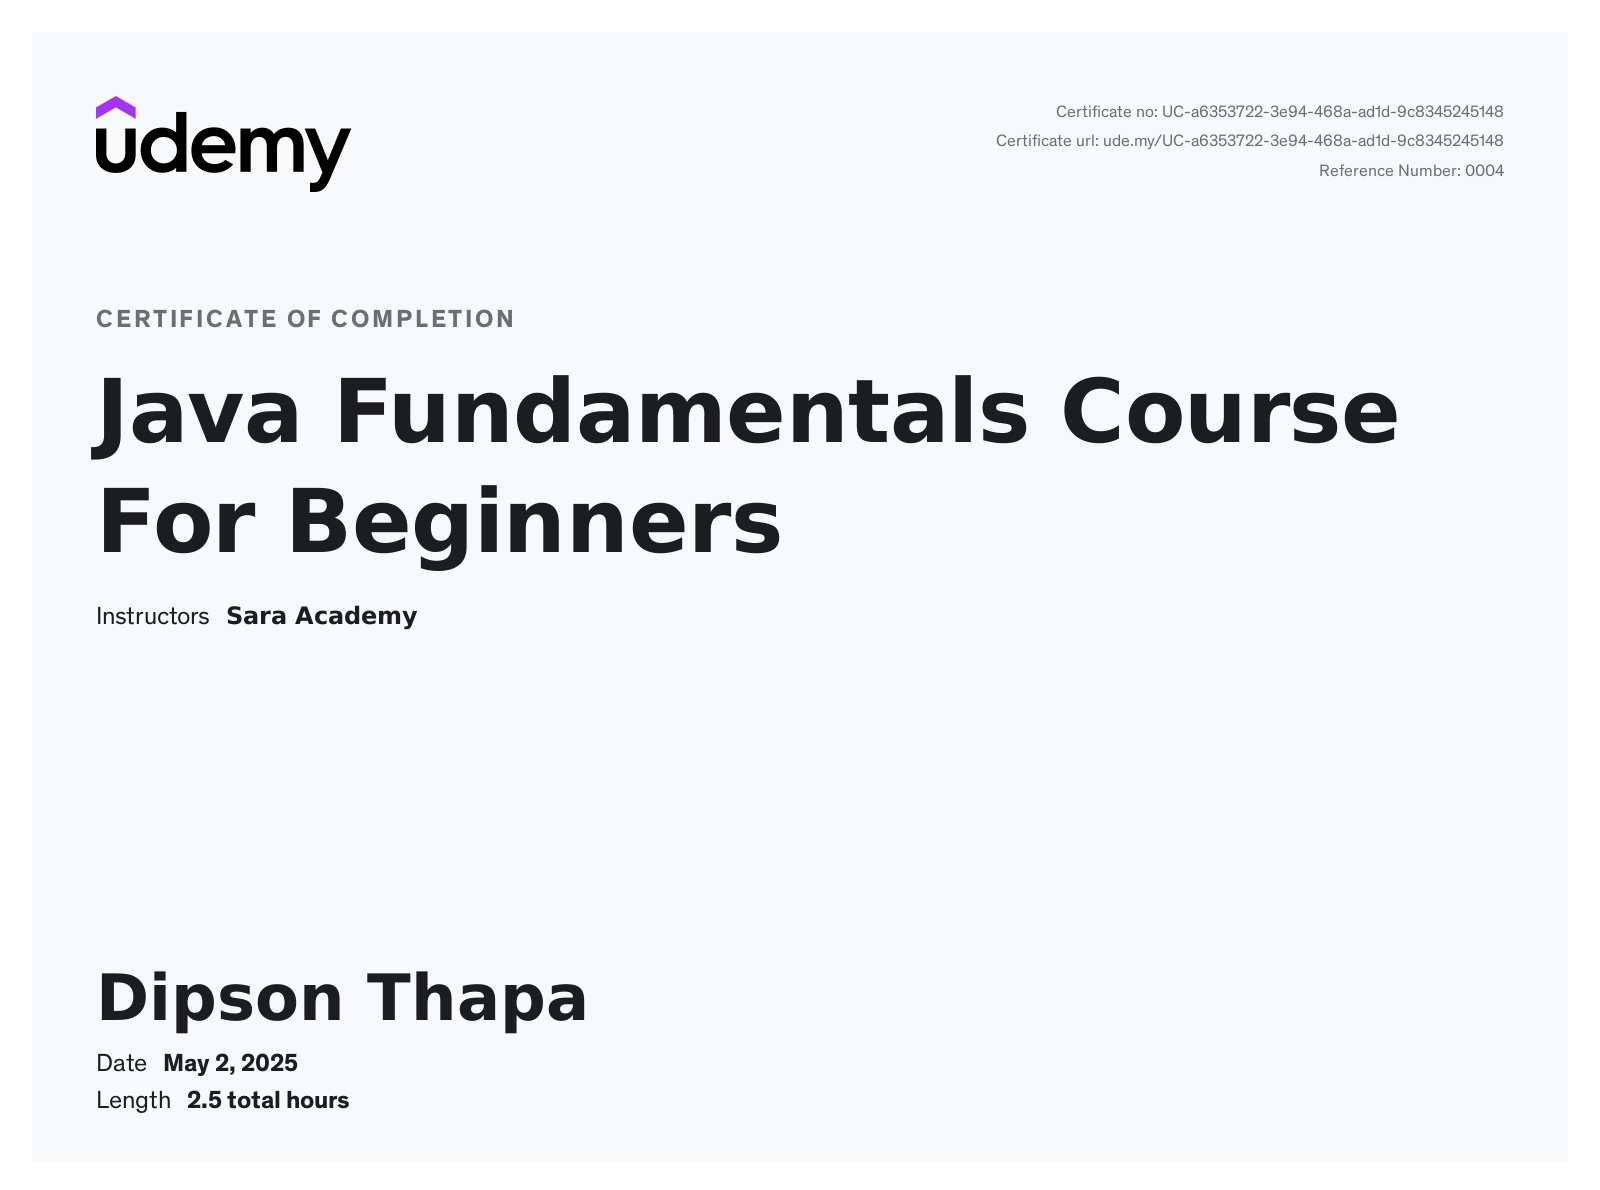 udemy
Certificate no: UC-a6353722-3e94-468a-ad1d-9c8345245148
Certificate url: ude.my/UC-a6353722-3e94-468a-ad1d-9c8345245148
Reference Number: 0004
CERTIFICATE OF COMPLETION
Java Fundamentals Course
For Beginners
Instructors Sara Academy
Dipson Thapa
Date May 2, 2025
Length 2.5 total hours